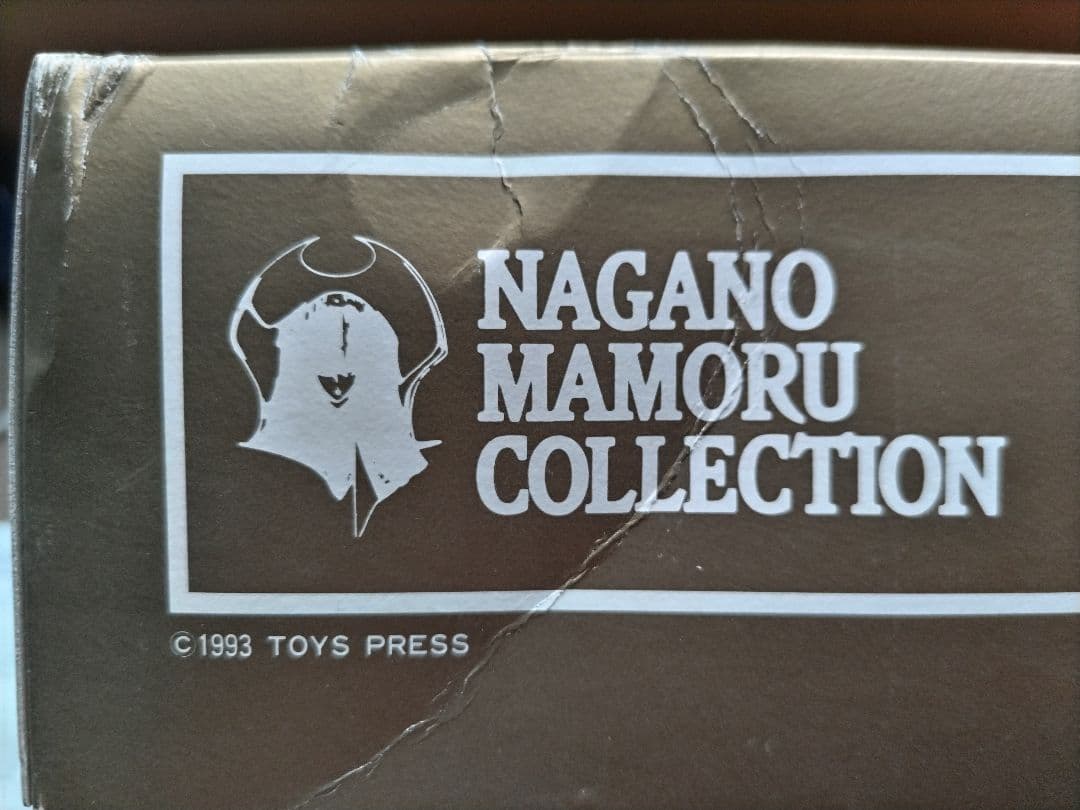 NAGANO
MAMORU
COLLECTION
©1993 TOYS PRESS